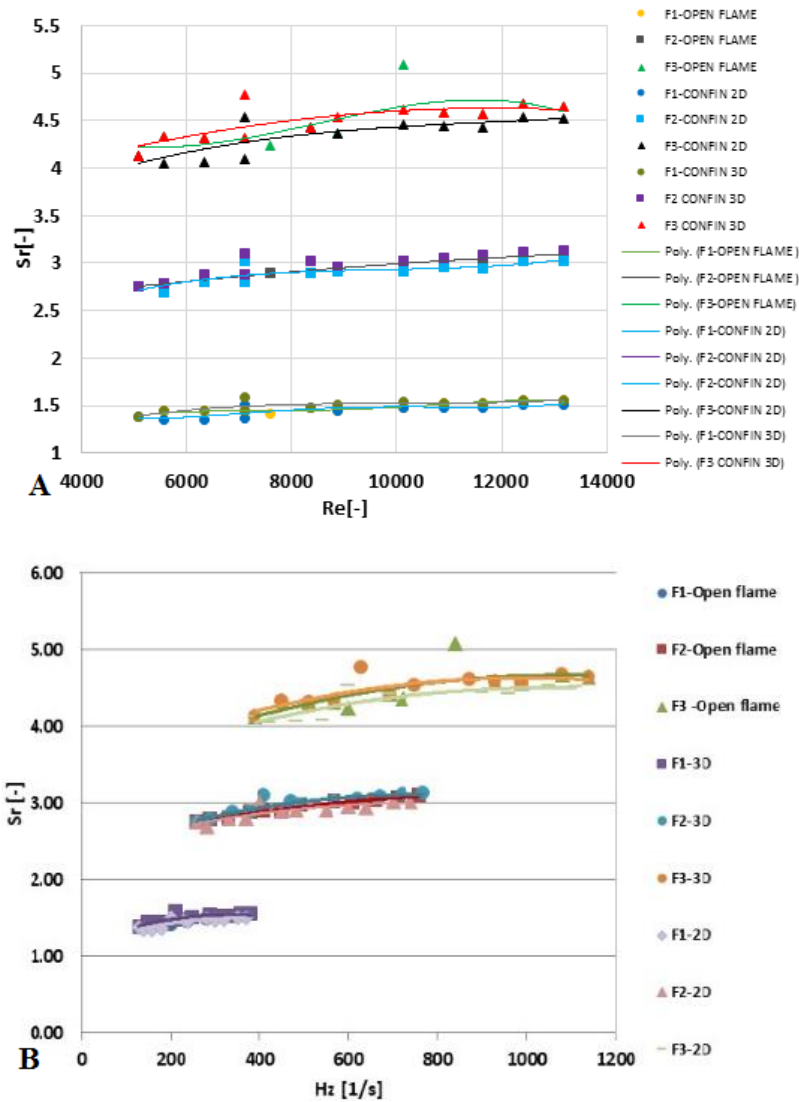 5.5
5
4.5
4
3.5
3
2.5
2
1.5
1
Sr[-]
4000 6000 8000 10000 12000 14000
Re[-]
A
F1-OPEN FLAME
F2-OPEN FLAME
F3-OPEN FLAME
F1-CONFIN 2D
F2-CONFIN 2D
F3-CONFIN 2D
F1-CONFIN 3D
F2 CONFIN 3D
F3 CONFIN 3D
Poly. (F1-OPEN FLAME)
Poly. (F2-OPEN FLAME)
Poly. (F3-OPEN FLAME)
Poly. (F1-CONFIN 2D)
Poly. (F2-CONFIN 2D)
Poly. (F2-CONFIN 2D)
Poly. (F3-CONFIN 2D)
Poly. (F1-CONFIN 3D)
Poly. (F3 CONFIN 3D)
6.00
5.00
4.00
3.00
2.00
1.00
0.00
Sr [-]
0 200 400 600 800 1000 1200
Hz [1/s]
B
F1-Open flame
F2-Open flame
F3 -Open flame
F1-3D
F2-3D
F3-3D
F1-2D
F2-2D
F3-2D